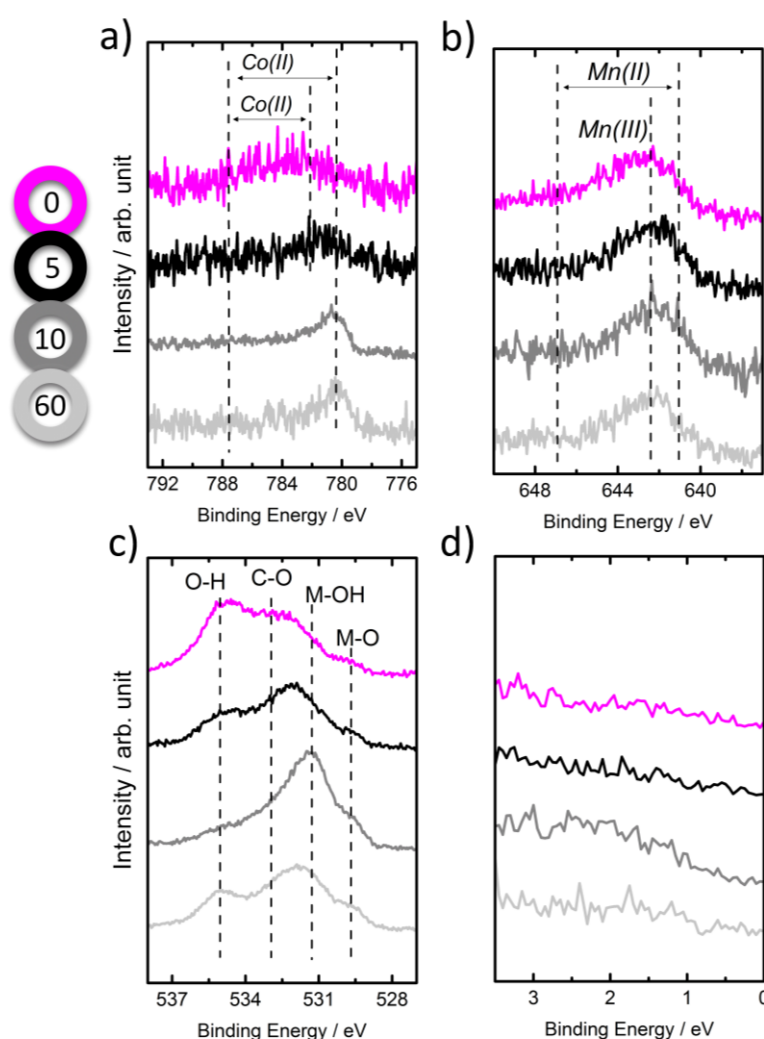 a)
Co(II)
Co(II)
Intensity / arb. unit
792 788 784 780 776
Binding Energy / eV
b)
Mn(II)
Mn(III)
648 644 640
Binding Energy / eV
0
5
10
60
c)
O-H C-O
M-OH
M-O
Intensity / arb. unit
537 534 531 528
Binding Energy / eV
d)
3 2 1 0
Binding Energy / eV